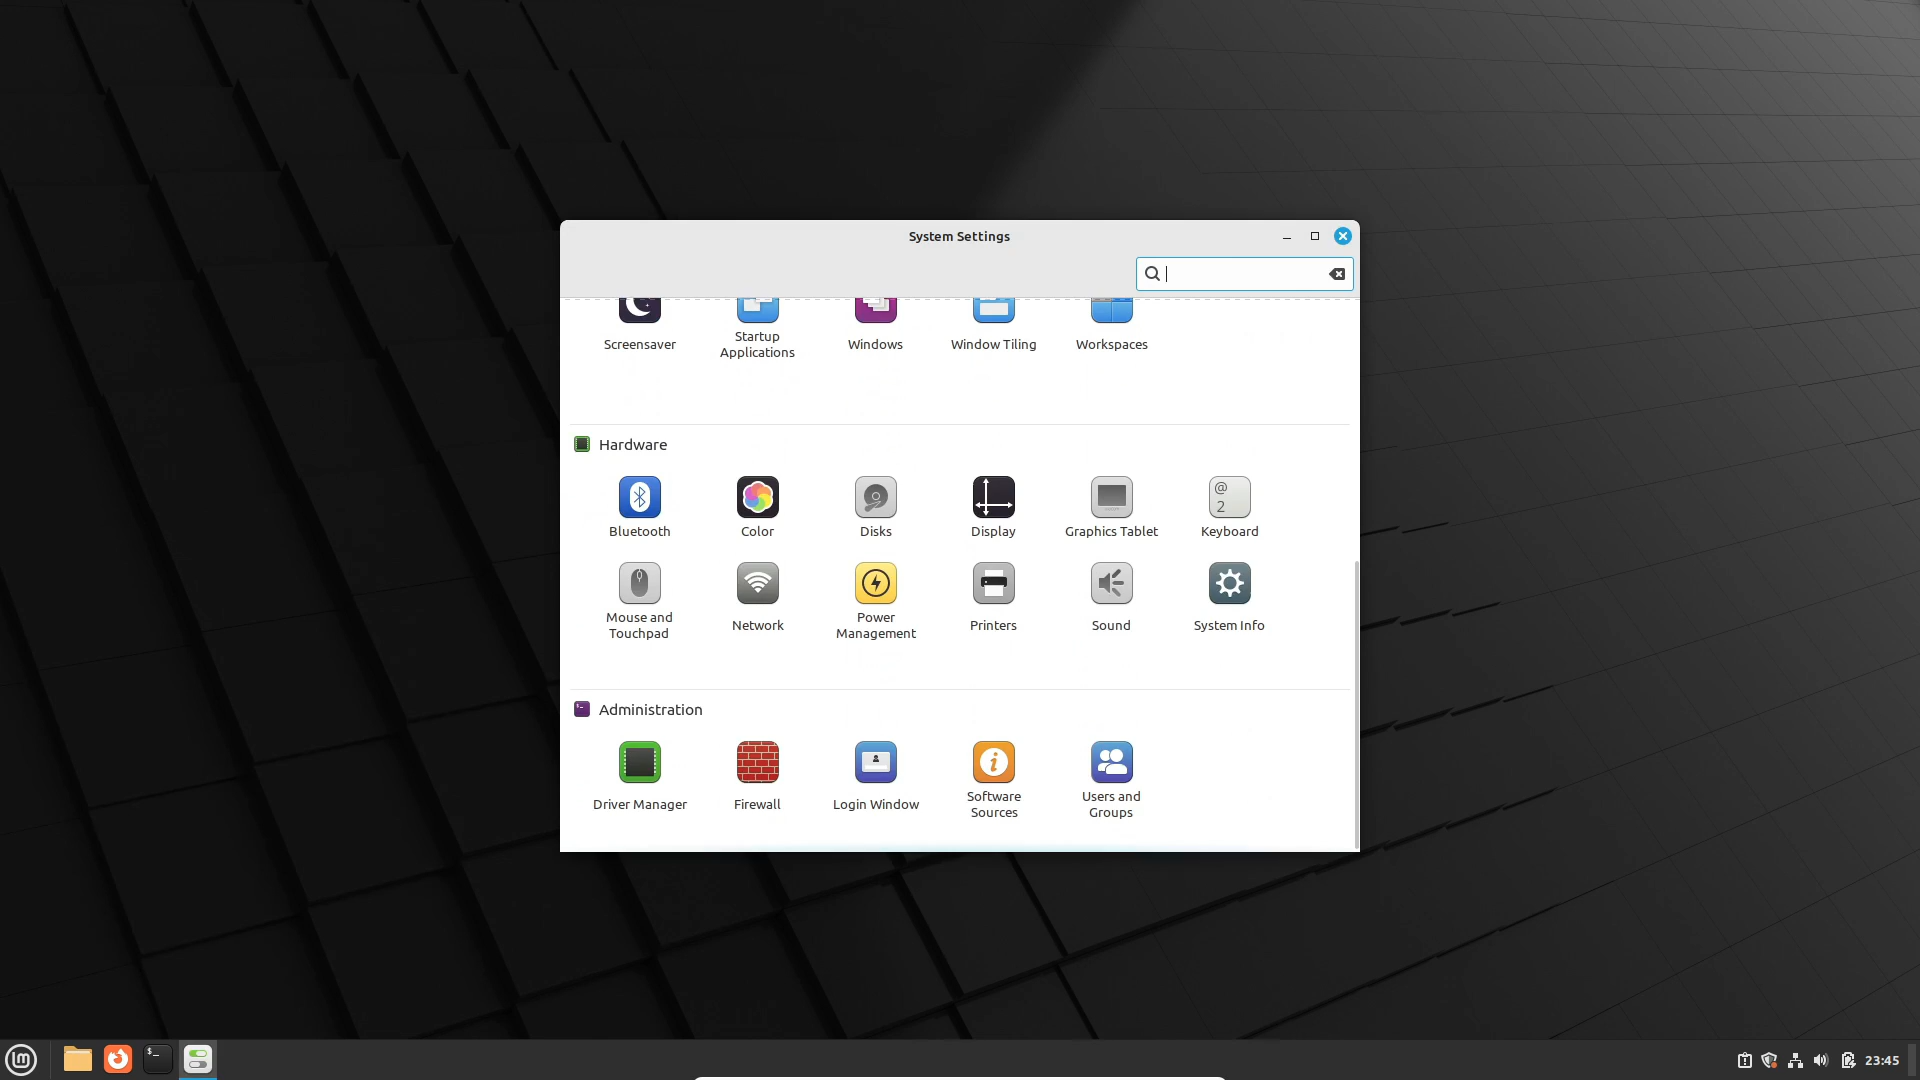 System Settings
Screensaver
Startup
Applications
Windows
Window Tiling
Workspaces
Hardware
Bluetooth
Color
Disks
Display
Graphics Tablet
@
2
Keyboard
Mouse and
Touchpad
Network
Power
Management
Printers
Sound
System Info
$_
Administration
Driver Manager
Firewall
Login Window
i
Software
Sources
Users and
Groups
lm
$_
23:45